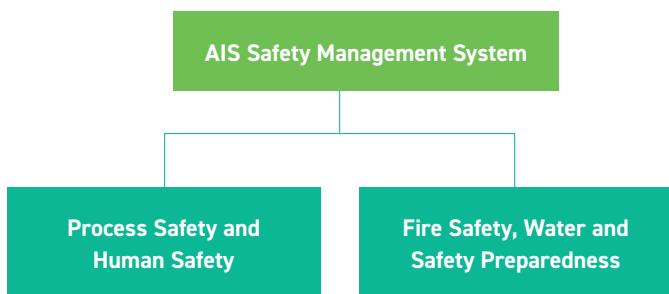 AIS Safety Management System
Process Safety and
Human Safety
Fire Safety, Water and
Safety Preparedness